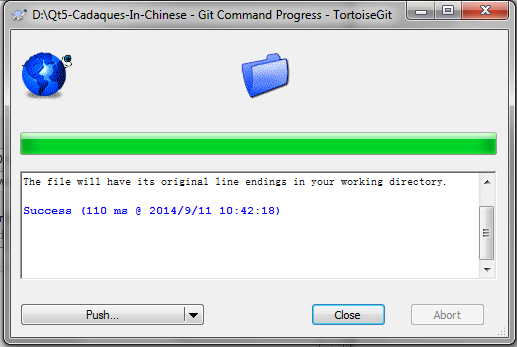 D:\Qt5-Cadaques-In-Chinese - Git Command Progress - TortoiseGit
The file will have its original line endings in your working directory.
Success (110 ms @ 2014/9/11 10:42:18)
Push...
Close
Abort